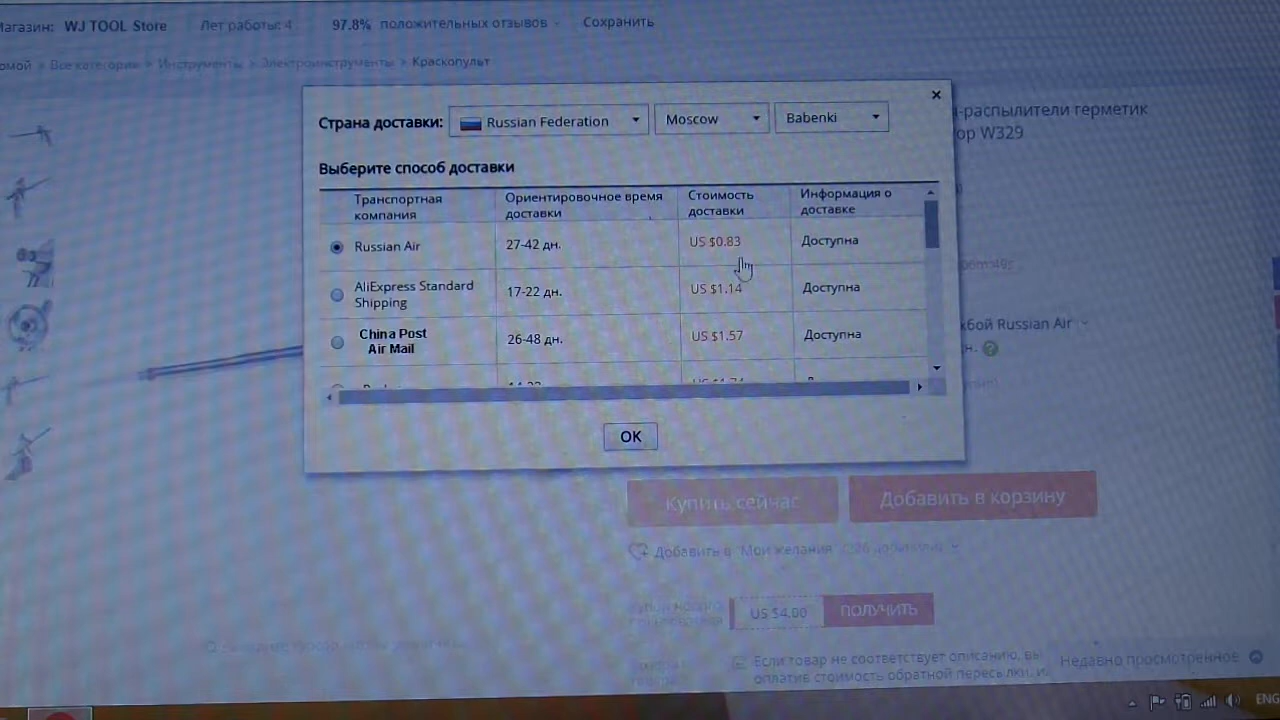 Магазин: WJ TOOL Store Лет работы: 4 97.8% положительных отзывов Сохранить
> Все категории > Инструменты > Электроинструменты > Краскопульт
-распылители герметик
W329
Страна доставки: Russian Federation Moscow Babenki
Выберите способ доставки
Транспортная компания Ориентировочное время доставки Стоимость доставки Информация о доставке
Russian Air 27-42 дн. US $0.83 Доступна
AliExpress Standard Shipping 17-22 дн. US $1.14 Доступна
China Post Air Mail 26-48 дн. US $1.57 Доступна
OK
Russian Air
Купить сейчас Добавить в корзину
Добавить в "Мои желания"
US $4.00 ПОЛУЧИТЬ
Если товар не соответствует описанию, вы
оплатив стоимость обратной пересылки, и
Недавно просмотренное
ENG